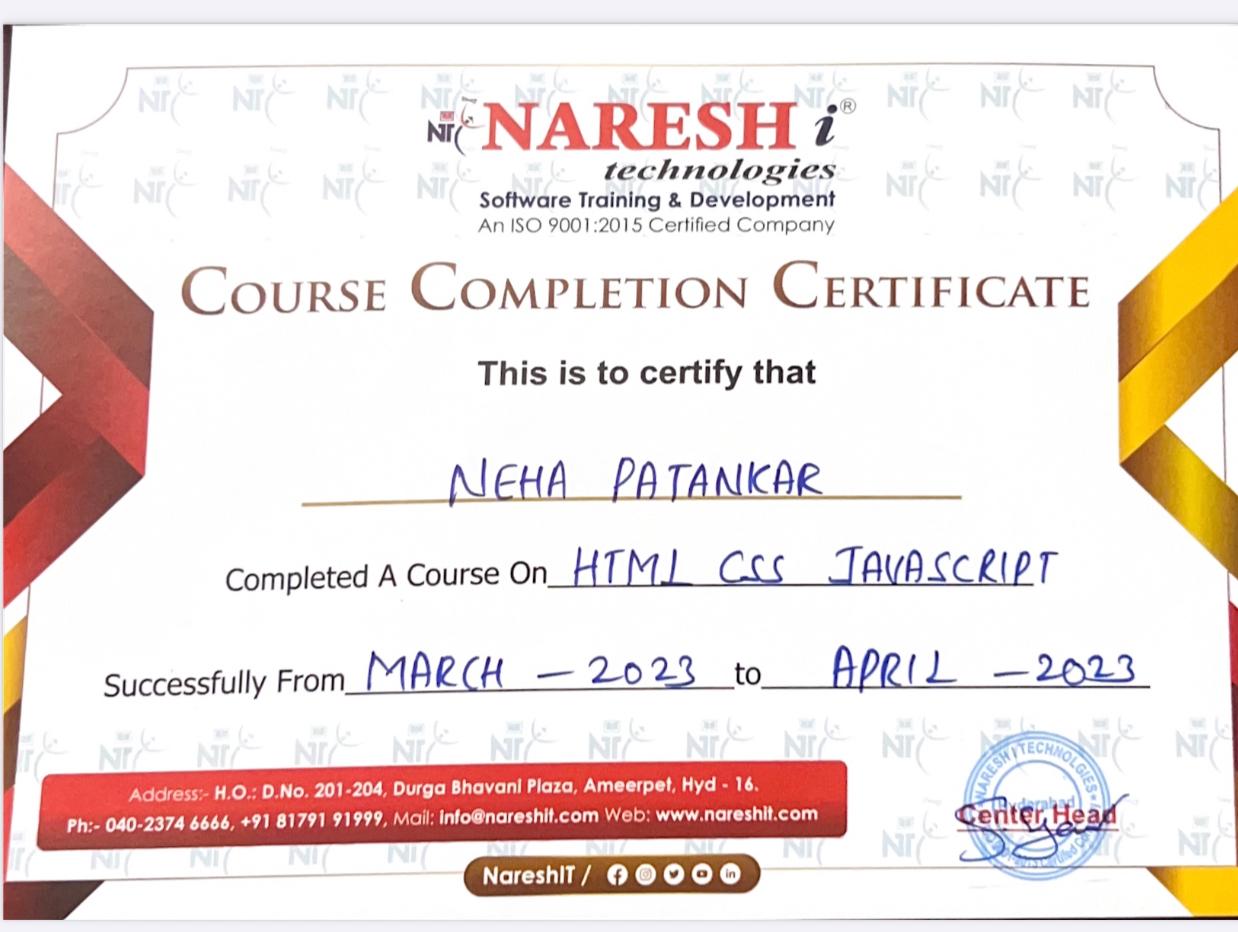 NARESH i®
technologies
Software Training & Development
An ISO 9001:2015 Certified Company
COURSE COMPLETION CERTIFICATE
This is to certify that
NEHA PATANKAR
Completed A Course On HTML CSS JAVASCRIPT
Successfully From MARCH - 2023 to APRIL - 2023
Address:- H.O.: D.No. 201-204, Durga Bhavani Plaza, Ameerpet, Hyd - 16.
Ph:- 040-2374 6666, +91 81791 91999, Mail: info@nareshit.com Web: www.nareshit.com
NARESH I TECHNOLOGIES
Hyderabad
Center Head
NareshIT /